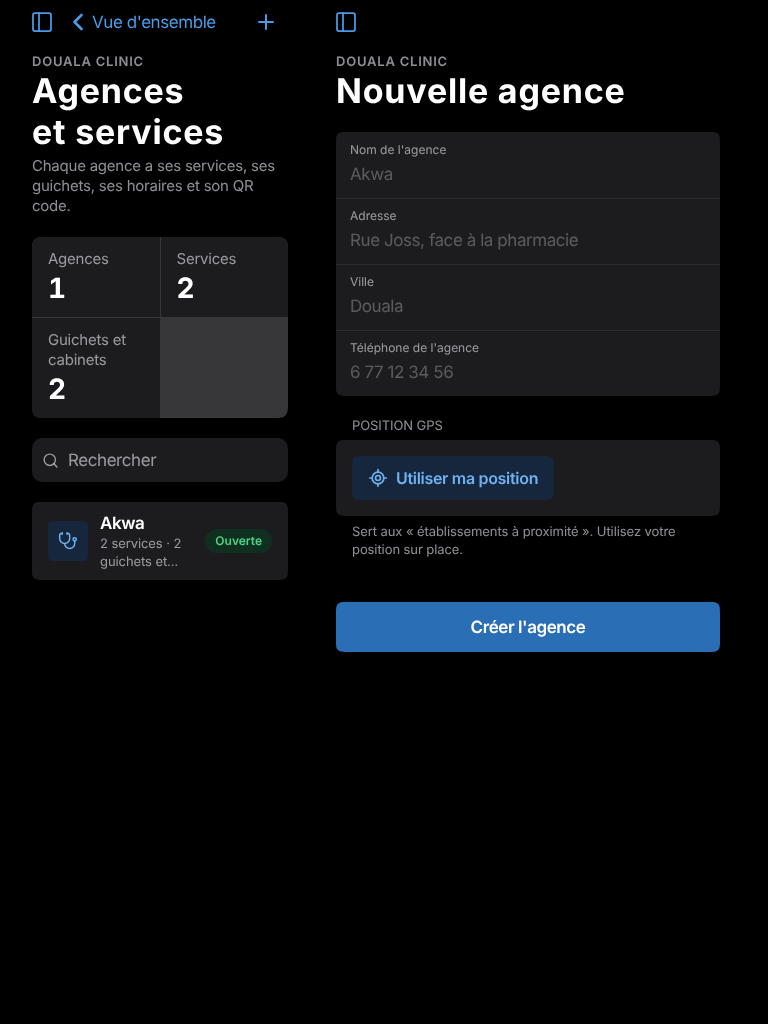 Vue d'ensemble
DOUALA CLINIC
Agences
et services
Chaque agence a ses services, ses
guichets, ses horaires et son QR
code.
Agences
1
Services
2
Guichets et
cabinets
2
Rechercher
Akwa
2 services · 2
guichets et...
Ouverte
DOUALA CLINIC
Nouvelle agence
Nom de l'agence
Akwa
Adresse
Rue Joss, face à la pharmacie
Ville
Douala
Téléphone de l'agence
6 77 12 34 56
POSITION GPS
Utiliser ma position
Sert aux « établissements à proximité ». Utilisez votre
position sur place.
Créer l'agence